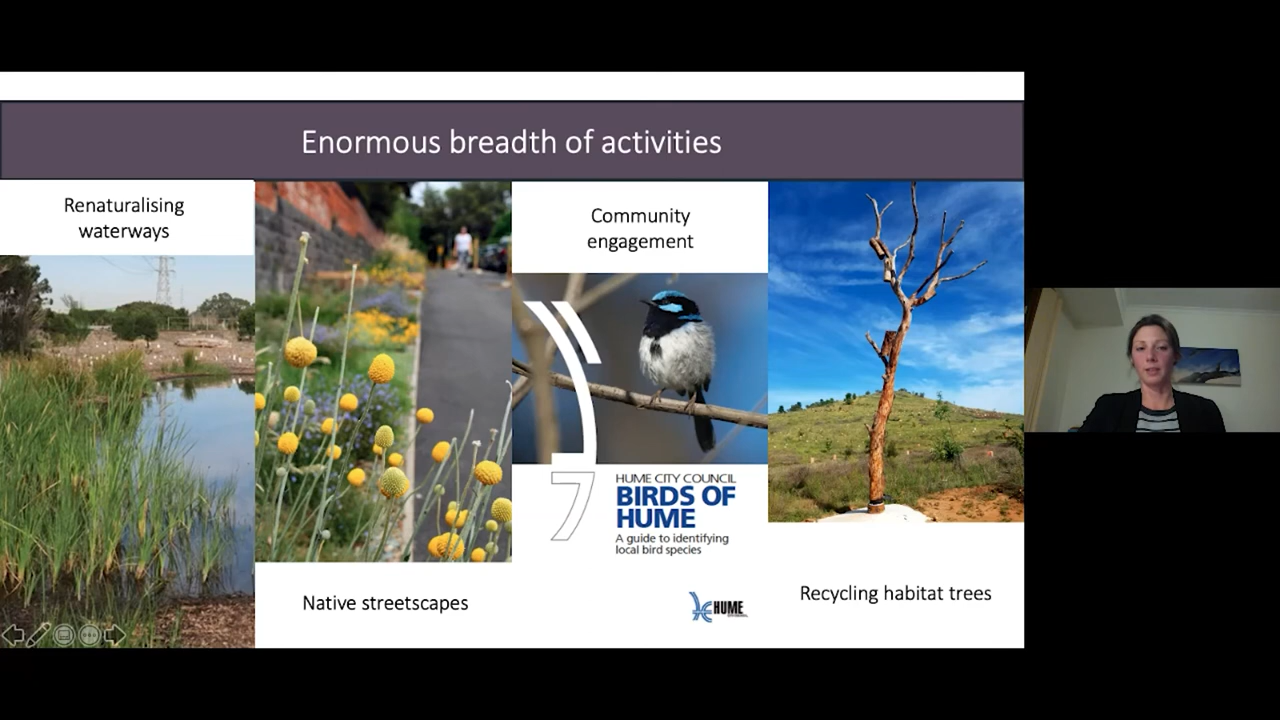 Enormous breadth of activities
Renaturalising
waterways
Native streetscapes
Community
engagement
HUME CITY COUNCIL
BIRDS OF
HUME
A guide to identifying
local bird species
HUME
Recycling habitat trees